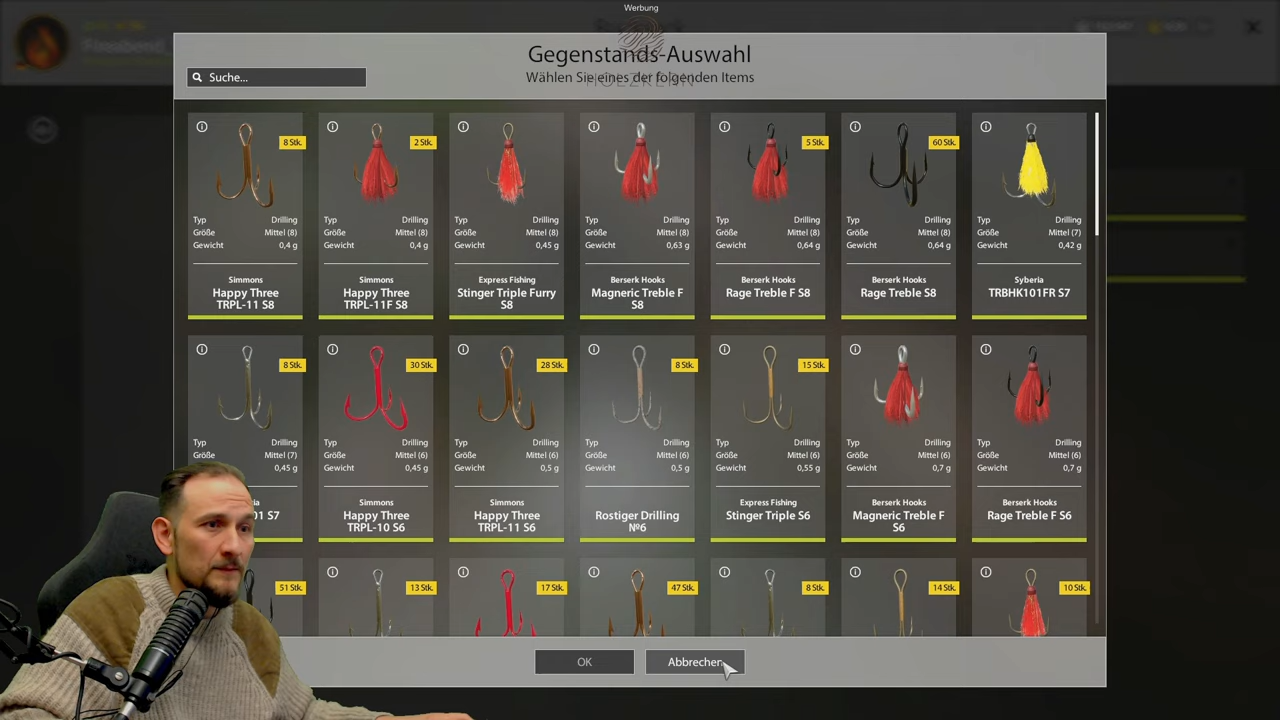 Werbung
Gegenstands-Auswahl
Wählen Sie eines der folgenden Items
HOLZKERN
Suche...
8 Stk.
Typ Drilling
Größe Mittel (8)
Gewicht 0,4 g
Simmons
Happy Three
TRPL-11 S8
2 Stk.
Typ Drilling
Größe Mittel (8)
Gewicht 0,4 g
Simmons
Happy Three
TRPL-11F S8
Typ Drilling
Größe Mittel (8)
Gewicht 0,45 g
Express Fishing
Stinger Triple Furry
S8
Typ Drilling
Größe Mittel (8)
Gewicht 0,63 g
Berserk Hooks
Magneric Treble F
S8
5 Stk.
Typ Drilling
Größe Mittel (8)
Gewicht 0,64 g
Berserk Hooks
Rage Treble F S8
60 Stk.
Typ Drilling
Größe Mittel (8)
Gewicht 0,64 g
Berserk Hooks
Rage Treble S8
Typ Drilling
Größe Mittel (7)
Gewicht 0,42 g
Syberia
TRBHK101FR S7
8 Stk.
Typ Drilling
Größe Mittel (7)
Gewicht 0,45 g
S7
30 Stk.
Typ Drilling
Größe Mittel (6)
Gewicht 0,45 g
Simmons
Happy Three
TRPL-10 S6
28 Stk.
Typ Drilling
Größe Mittel (6)
Gewicht 0,5 g
Simmons
Happy Three
TRPL-11 S6
8 Stk.
Typ Drilling
Größe Mittel (6)
Gewicht 0,5 g
Rostiger Drilling
№6
15 Stk.
Typ Drilling
Größe Mittel (6)
Gewicht 0,55 g
Express Fishing
Stinger Triple S6
Typ Drilling
Größe Mittel (6)
Gewicht 0,7 g
Berserk Hooks
Magneric Treble F
S6
Typ Drilling
Größe Mittel (6)
Gewicht 0,7 g
Berserk Hooks
Rage Treble F S6
51 Stk.
13 Stk.
17 Stk.
47 Stk.
8 Stk.
14 Stk.
10 Stk.
OK
Abbrechen